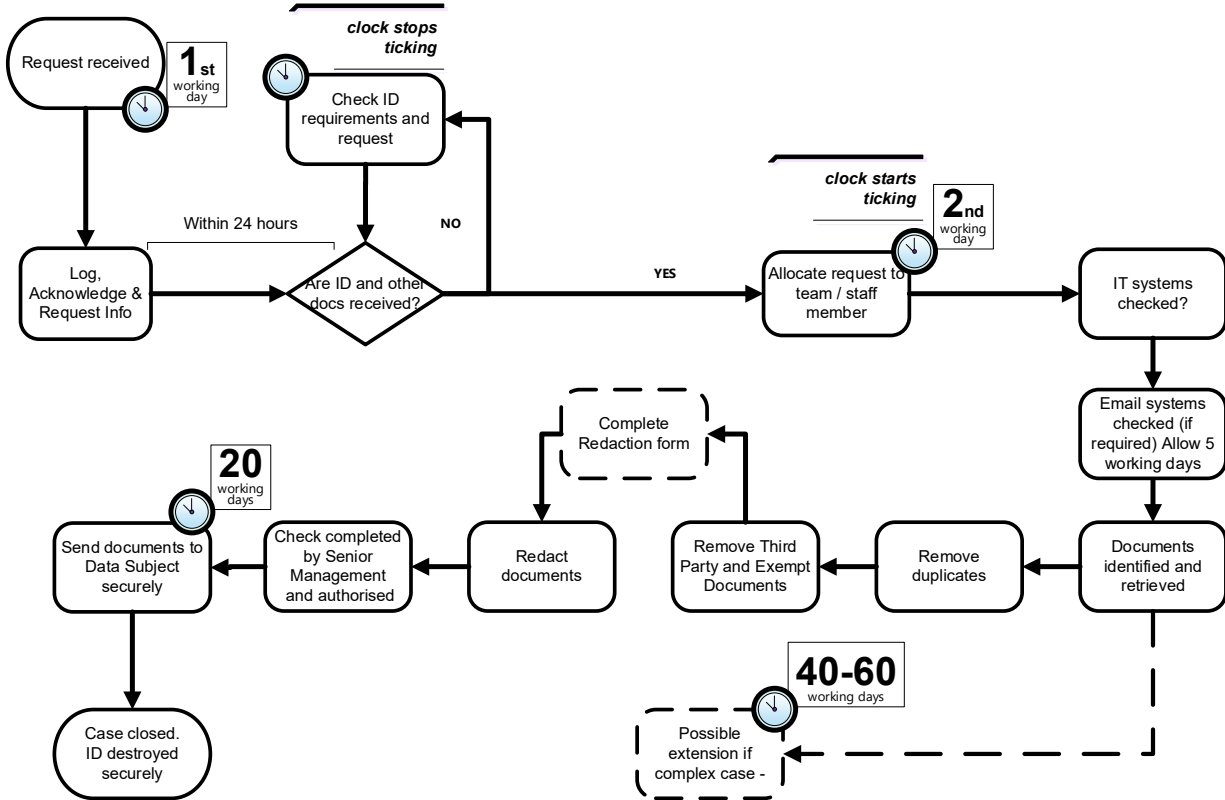 Request received
1st
working
day
clock stops
ticking
Check ID
requirements and
request
Within 24 hours
NO
Log,
Acknowledge &
Request Info
Are ID and other
docs received?
YES
clock starts
ticking
2nd
working
day
Allocate request to
team / staff
member
IT systems
checked?
Email systems
checked (if
required) Allow 5
working days
Documents
identified and
retrieved
Remove
duplicates
Remove Third
Party and Exempt
Documents
Complete
Redaction form
Redact
documents
Check completed
by Senior
Management
and authorised
20
working
days
Send documents to
Data Subject
securely
Case closed.
ID destroyed
securely
40-60
working days
Possible
extension if
complex case -